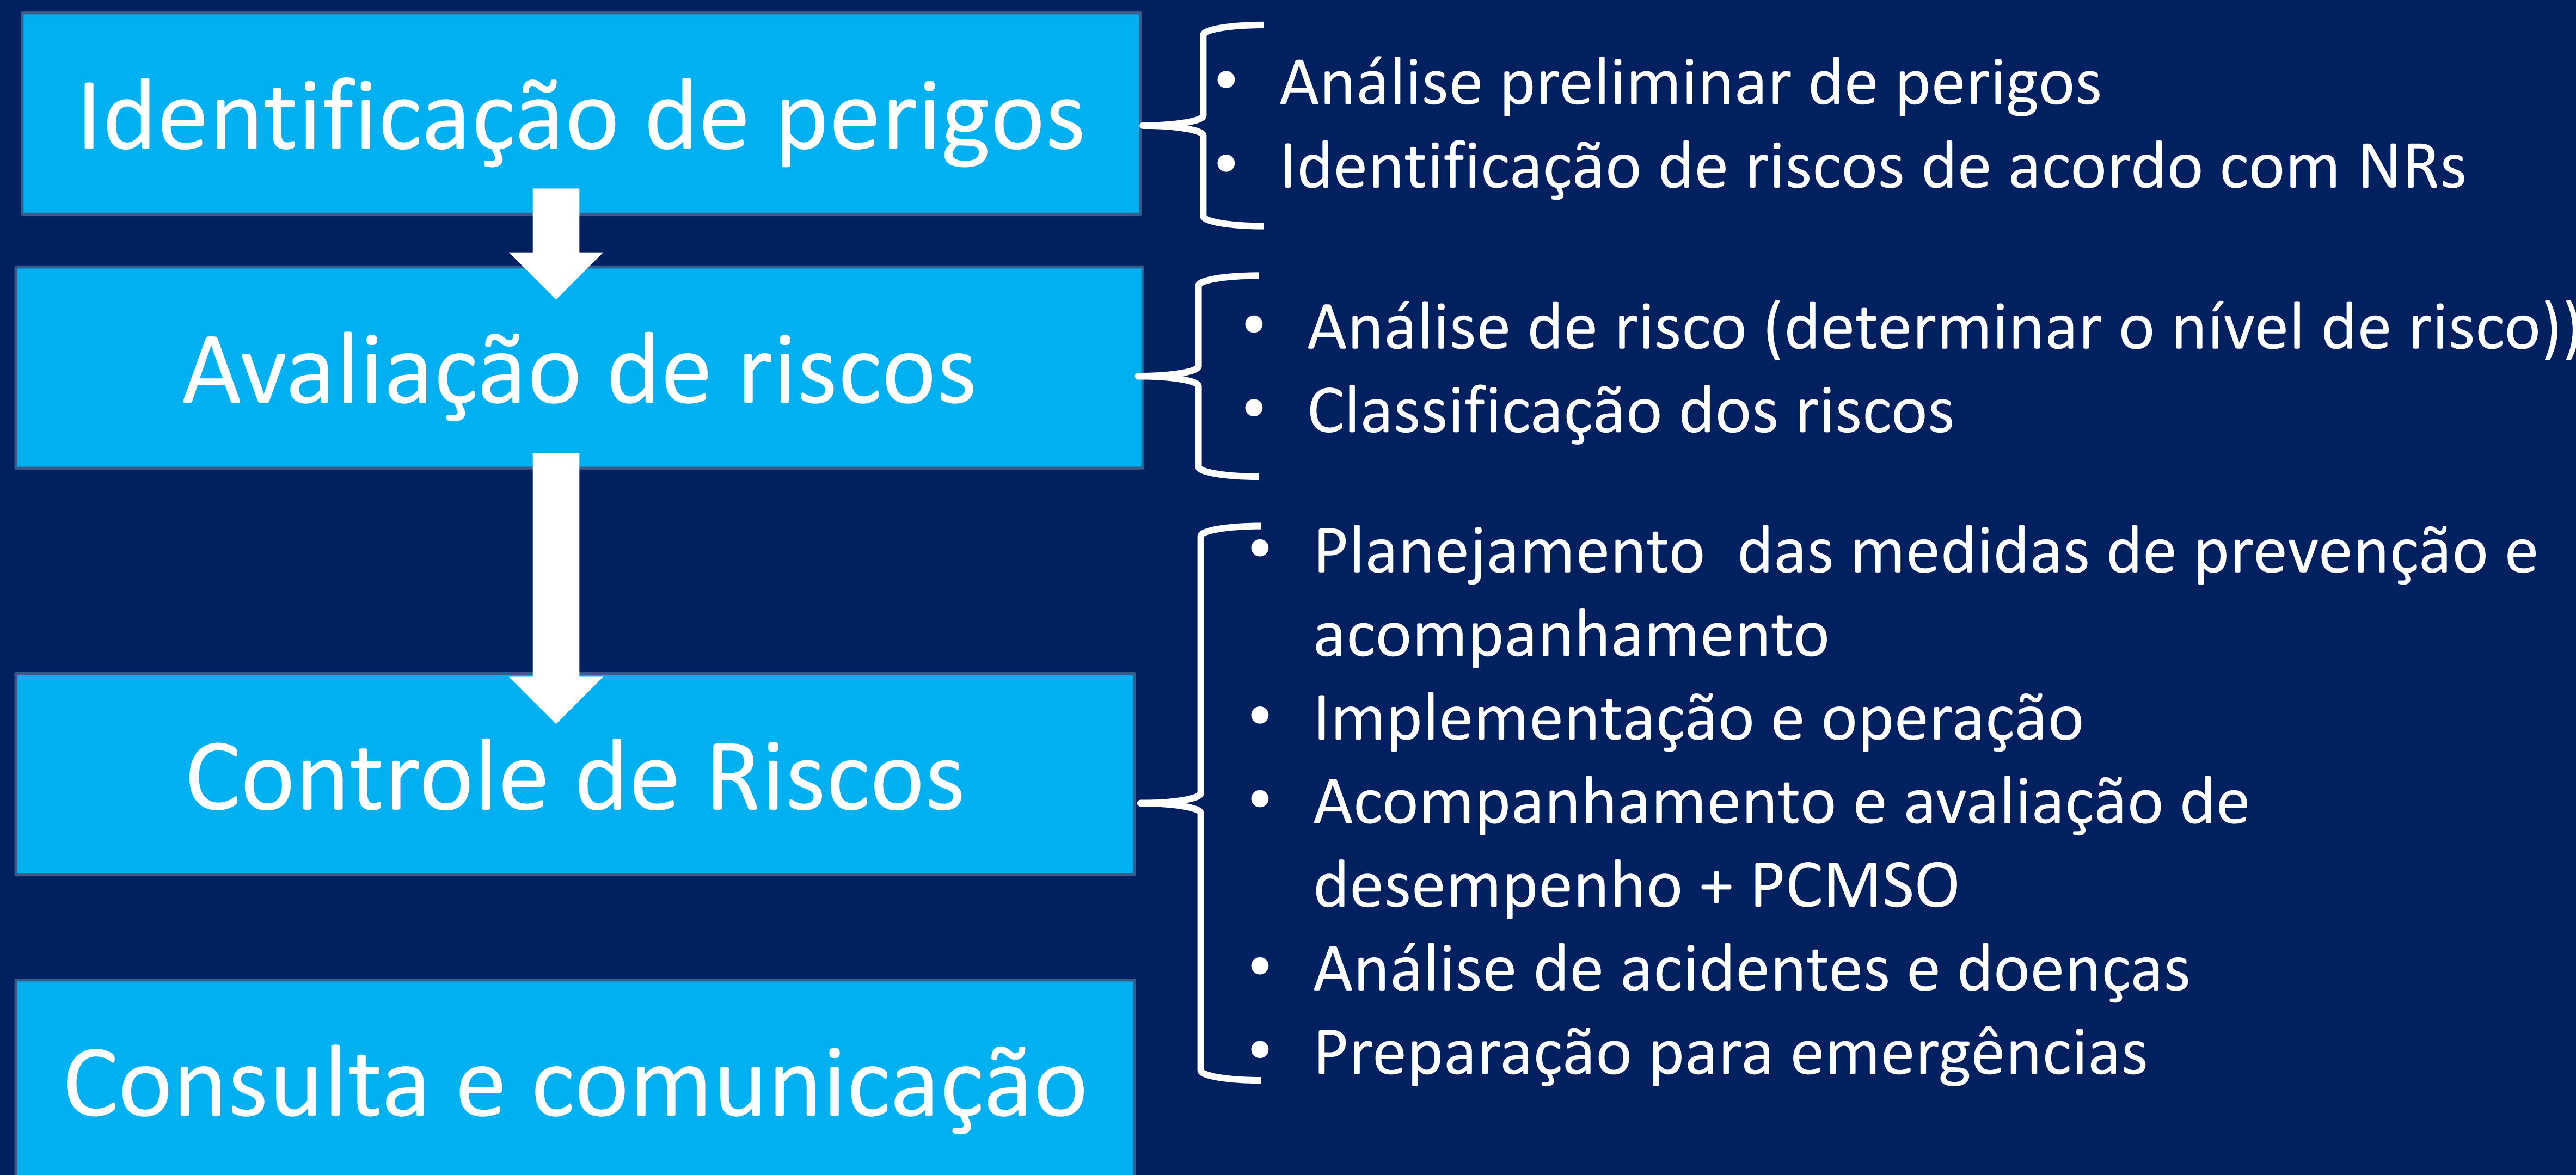 Identificação de perigos
• Análise preliminar de perigos
• Identificação de riscos de acordo com NRs
Avaliação de riscos
• Análise de risco (determinar o nível de risco))
• Classificação dos riscos
Controle de Riscos
• Planejamento  das medidas de prevenção e
acompanhamento
• Implementação e operação
• Acompanhamento e avaliação de
desempenho + PCMSO
• Análise de acidentes e doenças
• Preparação para emergências
Consulta e comunicação